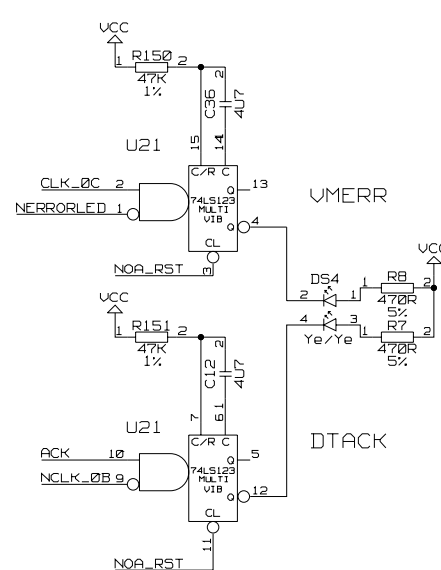 VCC
1 R150 2
47K
1%
2
C36
4U7
15
14
U21
C/R C
CLK_0C 2
Q 13
74LS123
MULTI
VIB
VMERR
NERRORLED 1
Q 4
CL
3
NOA_RST
VCC
DS4
R8
2 1 1 2
470R
5%
VCC
4 3 1 R7 2
Ye/Ye
470R
5%
1 R151 2
47K
1%
2
C12
4U7
1
7
6
U21
C/R C
DTACK
ACK 10
Q 5
74LS123
MULTI
VIB
NCLK_0B 9
Q 12
CL
11
NOA_RST